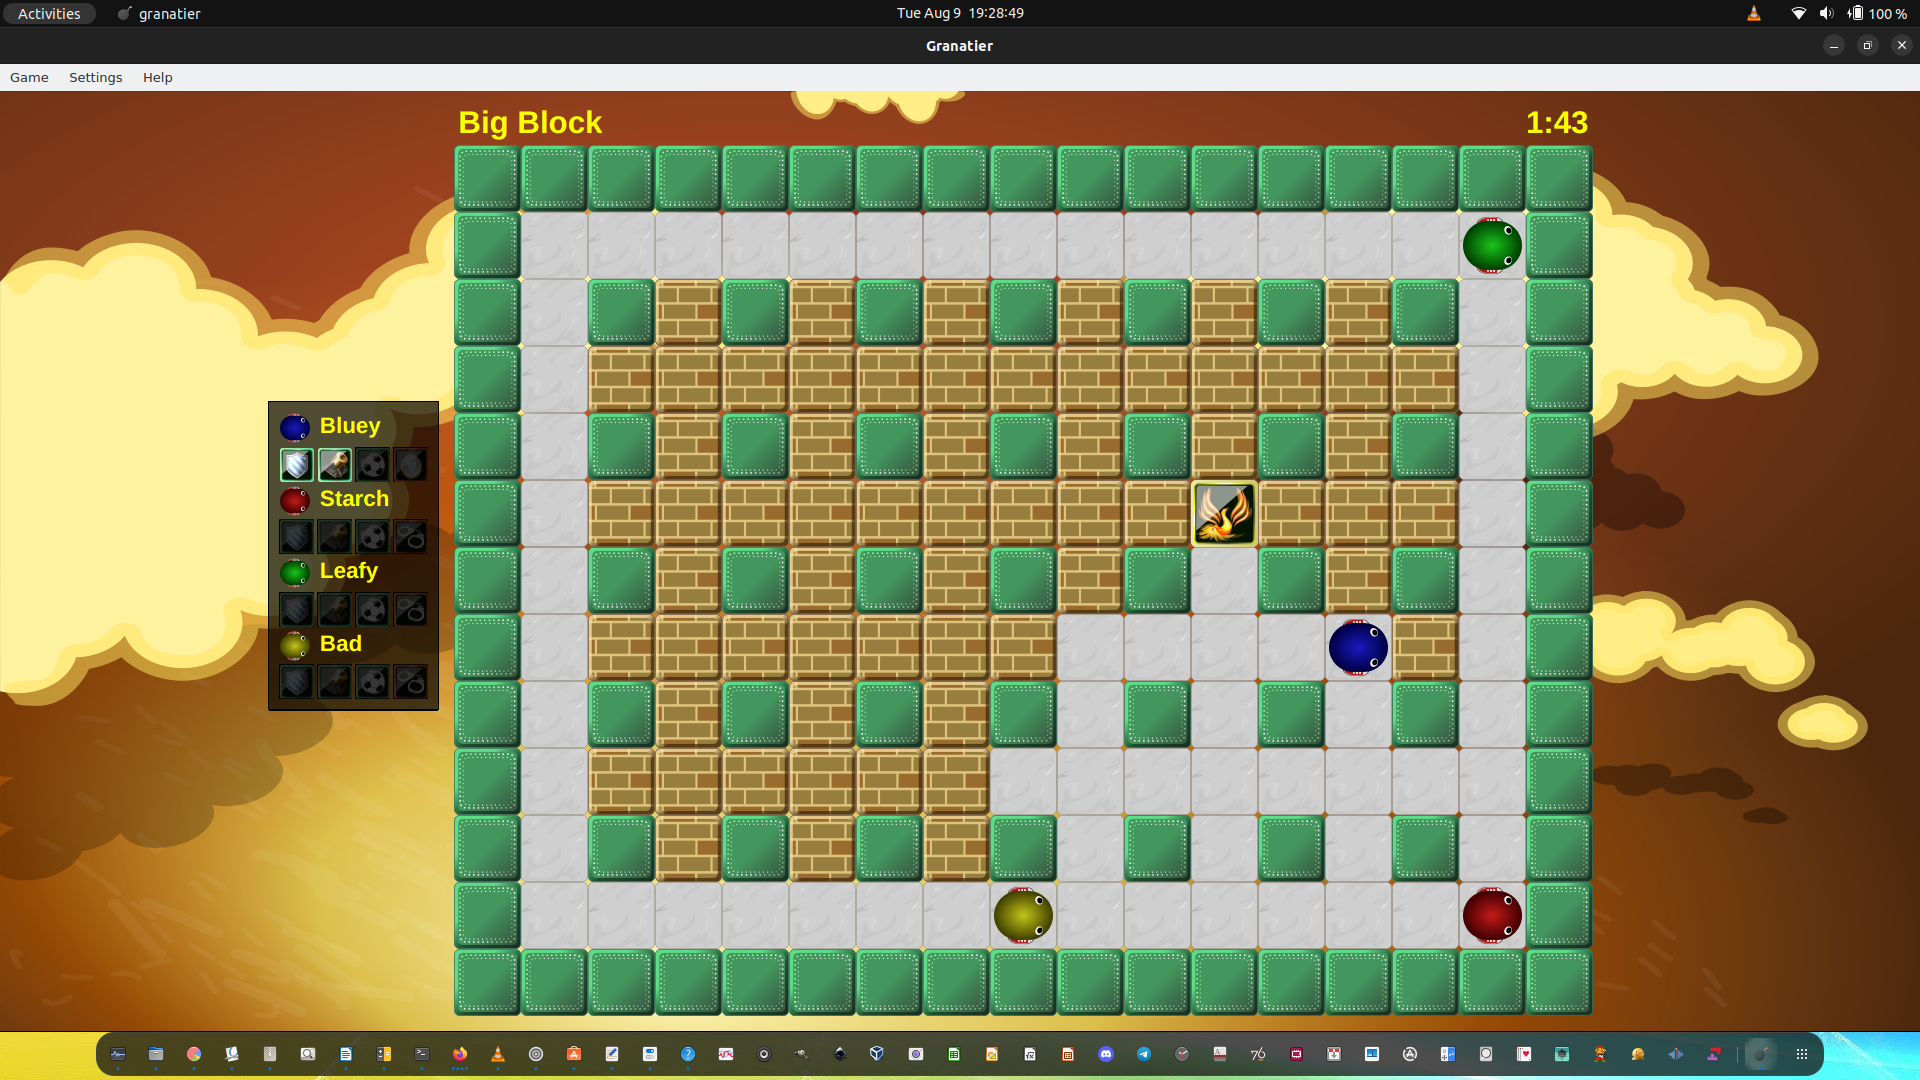 Activities
granatier
Tue Aug 9 19:28:49
100 %
Granatier
Game Settings Help
Big Block
1:43
Bluey
Starch
Leafy
Bad
76